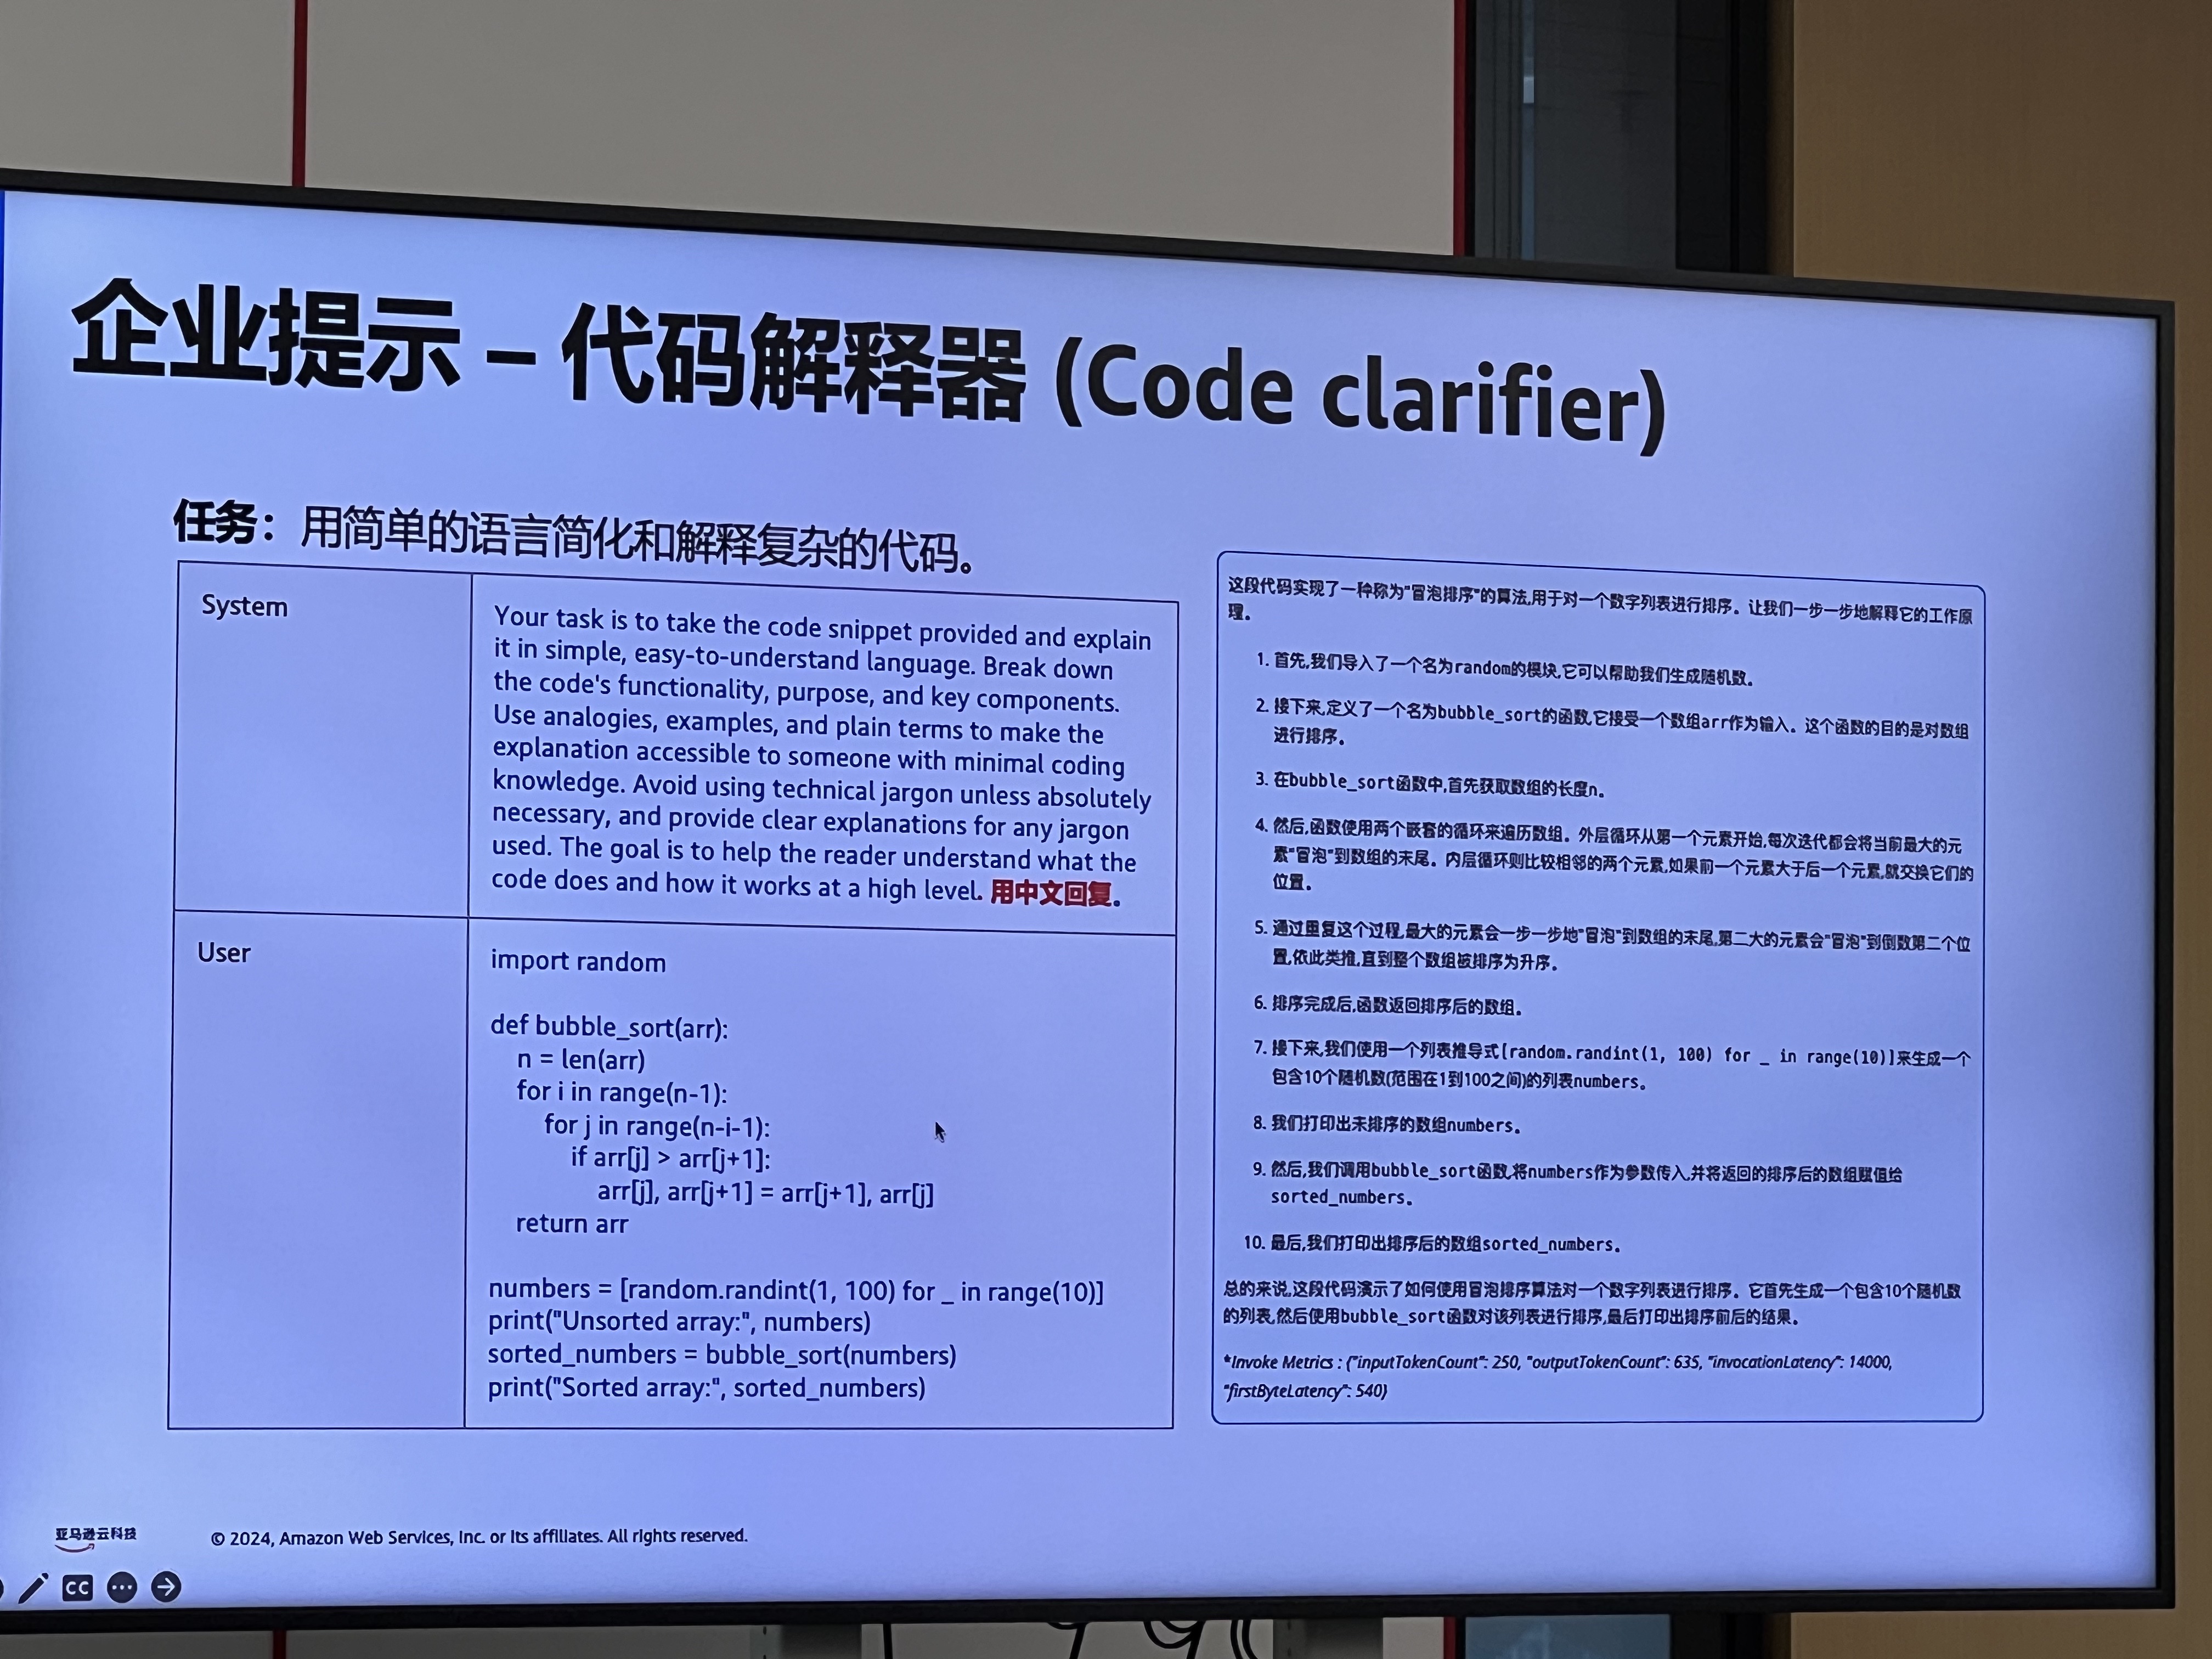 企业提示 – 代码解释器 (Code clarifier)
任务：用简单的语言简化和解释复杂的代码。
System
Your task is to take the code snippet provided and explain
it in simple, easy-to-understand language. Break down
the code's functionality, purpose, and key components.
Use analogies, examples, and plain terms to make the
explanation accessible to someone with minimal coding
knowledge. Avoid using technical jargon unless absolutely
necessary, and provide clear explanations for any jargon
used. The goal is to help the reader understand what the
code does and how it works at a high level. 用中文回复。
User
import random
def bubble_sort(arr):
n = len(arr)
for i in range(n-1):
for j in range(n-i-1):
if arr[j] > arr[j+1]:
arr[j], arr[j+1] = arr[j+1], arr[j]
return arr
numbers = [random.randint(1, 100) for _ in range(10)]
print("Unsorted array:", numbers)
sorted_numbers = bubble_sort(numbers)
print("Sorted array:", sorted_numbers)
这段代码实现了一种称为"冒泡排序"的算法,用于对一个数字列表进行排序。让我们一步一步地解释它的工作原
理。
1. 首先,我们导入了一个名为random的模块,它可以帮助我们生成随机数。
2. 接下来,定义了一个名为bubble_sort的函数,它接受一个数组arr作为输入。这个函数的目的是对数组
进行排序。
3. 在bubble_sort函数中,首先获取数组的长度n。
4. 然后,函数使用两个嵌套的循环来遍历数组。外层循环从第一个元素开始,每次迭代都会将当前最大的元
素"冒泡"到数组的末尾。内层循环则比较相邻的两个元素,如果前一个元素大于后一个元素,就交换它们的
位置。
5. 通过重复这个过程,最大的元素会一步一步地"冒泡"到数组的末尾,第二大的元素会"冒泡"到倒数第二个位
置,依此类推,直到整个数组被排序为升序。
6. 排序完成后,函数返回排序后的数组。
7. 接下来,我们使用一个列表推导式[random.randint(1, 100) for _ in range(10)]来生成一个
包含10个随机数(范围在1到100之间)的列表numbers。
8. 我们打印出未排序的数组numbers。
9. 然后,我们调用bubble_sort函数,将numbers作为参数传入,并将返回的排序后的数组赋值给
sorted_numbers。
10. 最后,我们打印出排序后的数组sorted_numbers。
总的来说,这段代码演示了如何使用冒泡排序算法对一个数字列表进行排序。它首先生成一个包含10个随机数
的列表,然后使用bubble_sort函数对该列表进行排序,最后打印出排序前后的结果。
*Invoke Metrics : {"inputTokenCount": 250, "outputTokenCount": 635, "invocationLatency": 14000,
"firstByteLatency": 540}
亚马逊云科技
© 2024, Amazon Web Services, Inc. or its affiliates. All rights reserved.
CC